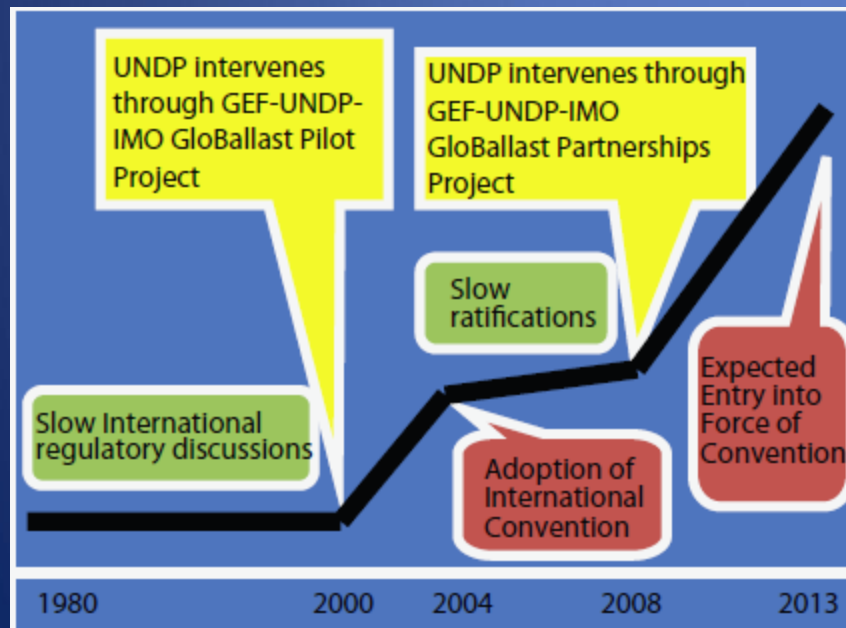 UNDP intervenes
through GEF-UNDP-
IMO GloBallast Pilot
Project
UNDP intervenes through
GEF-UNDP-IMO
GloBallast Partnerships
Project
Slow
ratifications
Slow International
regulatory discussions
Adoption of
International
Convention
Expected
Entry into
Force of
Convention
1980 2000 2004 2008 2013